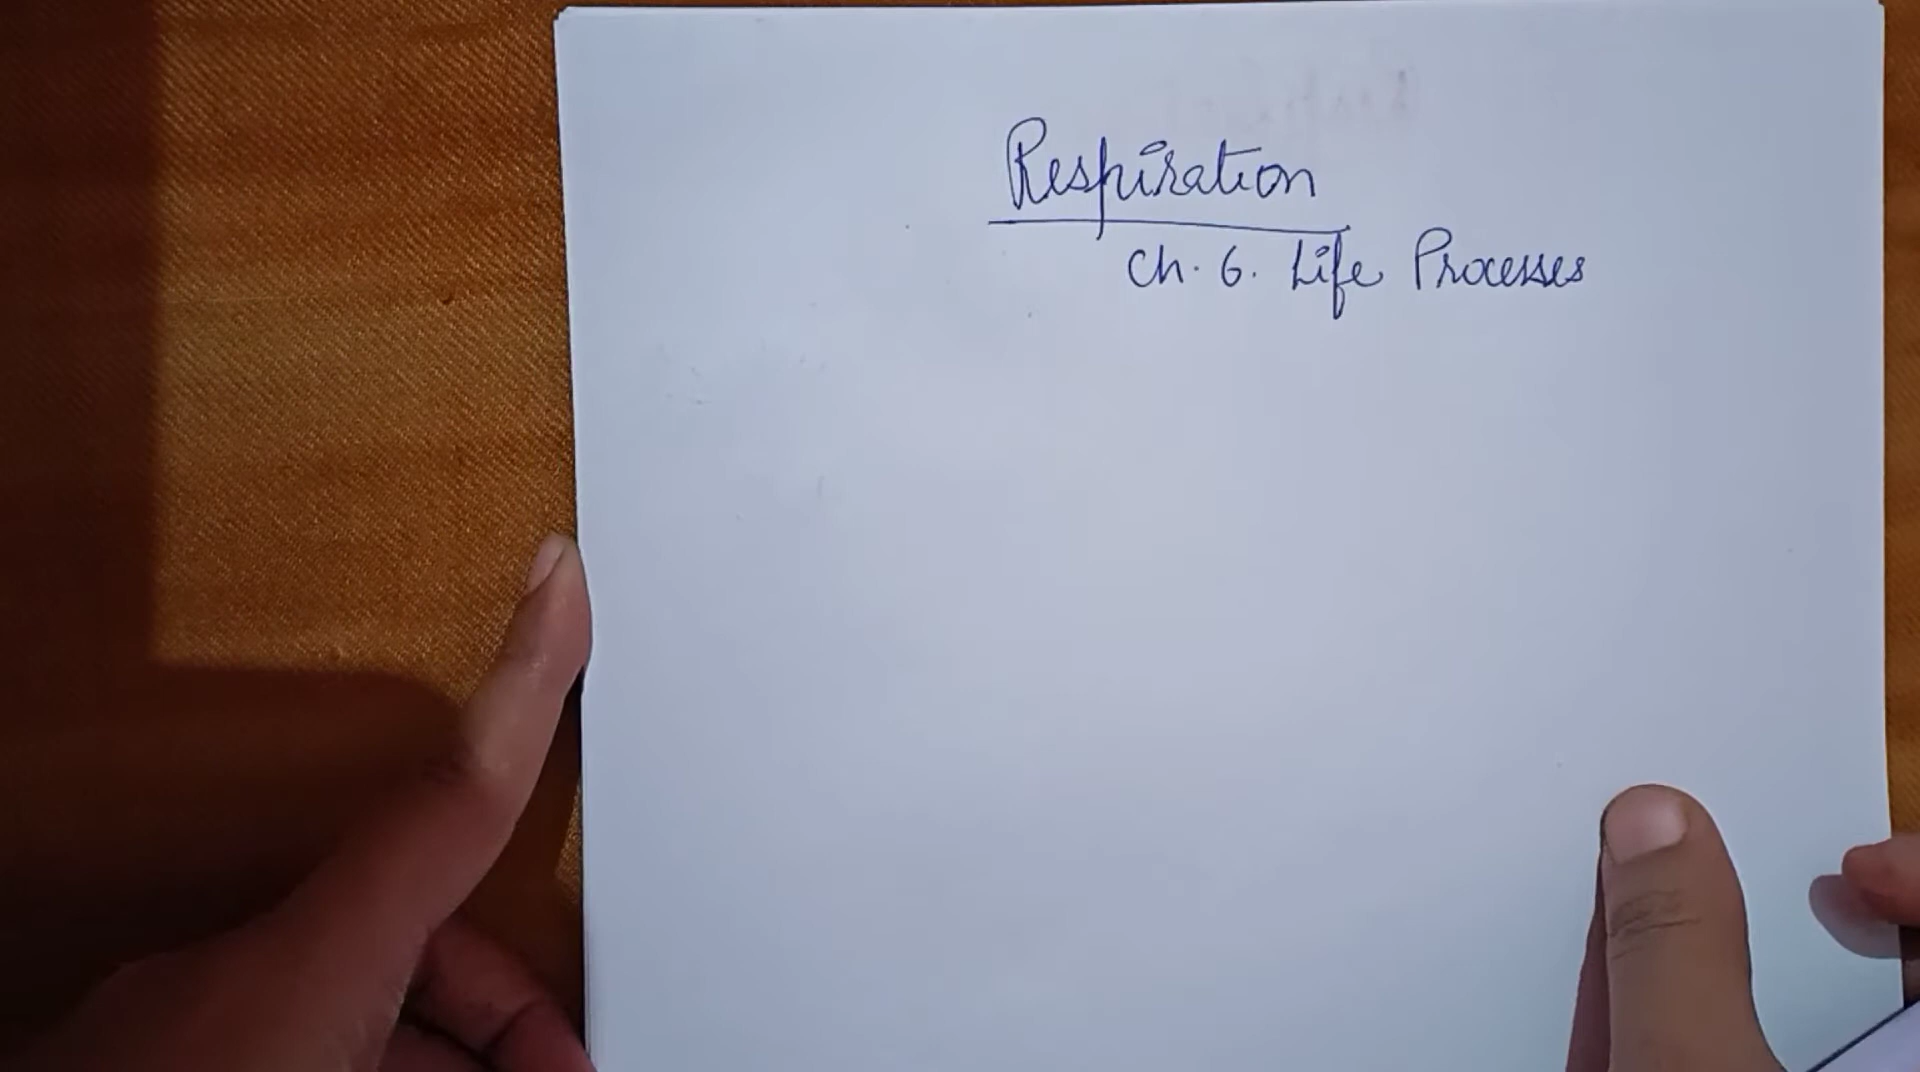 Respiration
Ch. 6. Life Processes